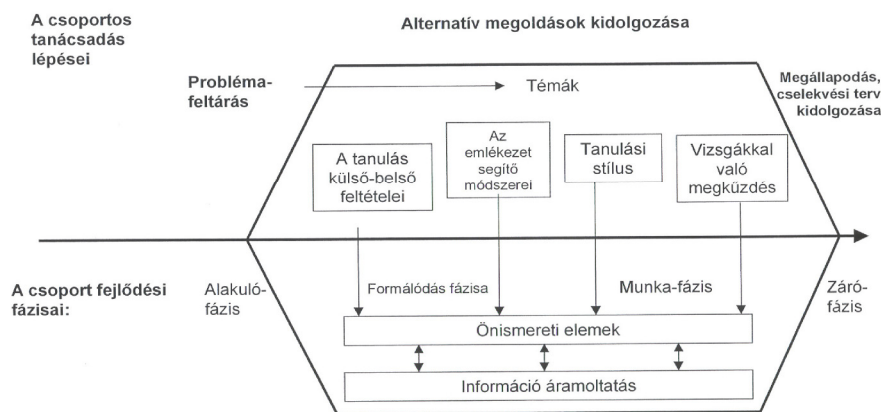 A csoportos
tanácsadás
lépései
Alternatív megoldások kidolgozása
Probléma-
feltárás
Témák
Megállapodás,
cselekvési terv
kidolgozása
A tanulás
külső-belső
feltételei
Az
emlékezet
segítő
módszerei
Tanulási
stílus
Vizsgákkal
való
megküzdés
A csoport fejlődési
fázisai:
Alakuló-
fázis
Formálódás fázisa
Munka-fázis
Záró-
fázis
Önismereti elemek
Információ áramoltatás